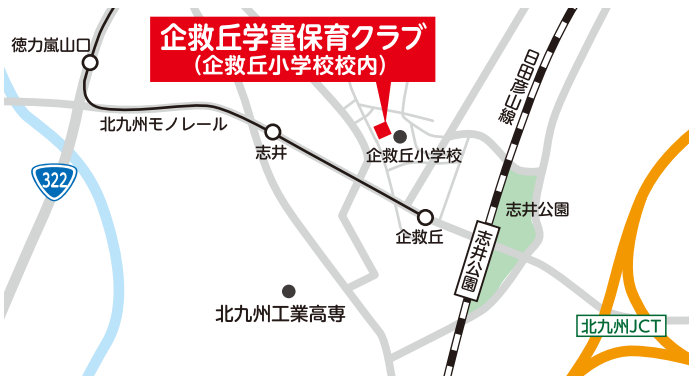 企救丘学童保育クラブ
(企救丘小学校校内)
徳力嵐山口
日田彦山線
北九州モノレール
志井
企救丘小学校
322
志井公園
企救丘
志井公園
北九州工業高専
北九州JCT